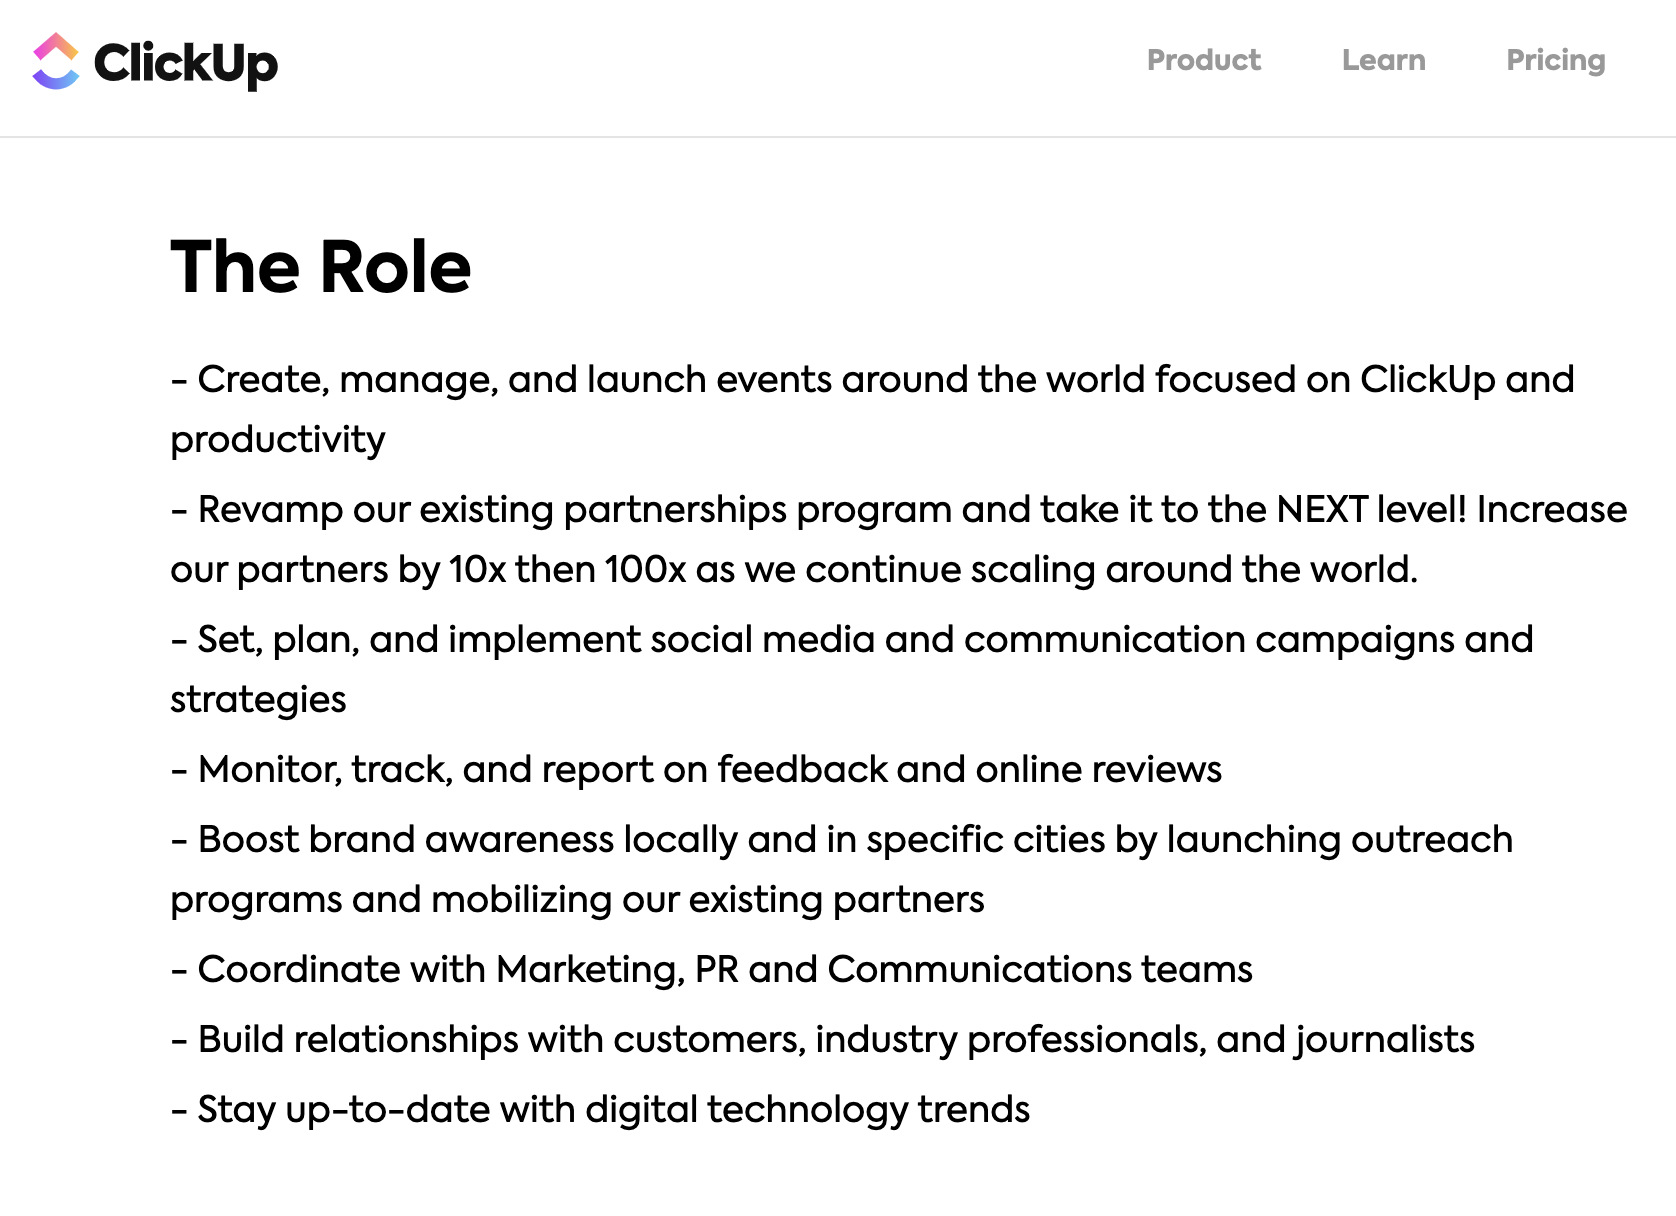 ClickUp
Product Learn Pricing
The Role
- Create, manage, and launch events around the world focused on ClickUp and
productivity
- Revamp our existing partnerships program and take it to the NEXT level! Increase
our partners by 10x then 100x as we continue scaling around the world.
- Set, plan, and implement social media and communication campaigns and
strategies
- Monitor, track, and report on feedback and online reviews
- Boost brand awareness locally and in specific cities by launching outreach
programs and mobilizing our existing partners
- Coordinate with Marketing, PR and Communications teams
- Build relationships with customers, industry professionals, and journalists
- Stay up-to-date with digital technology trends